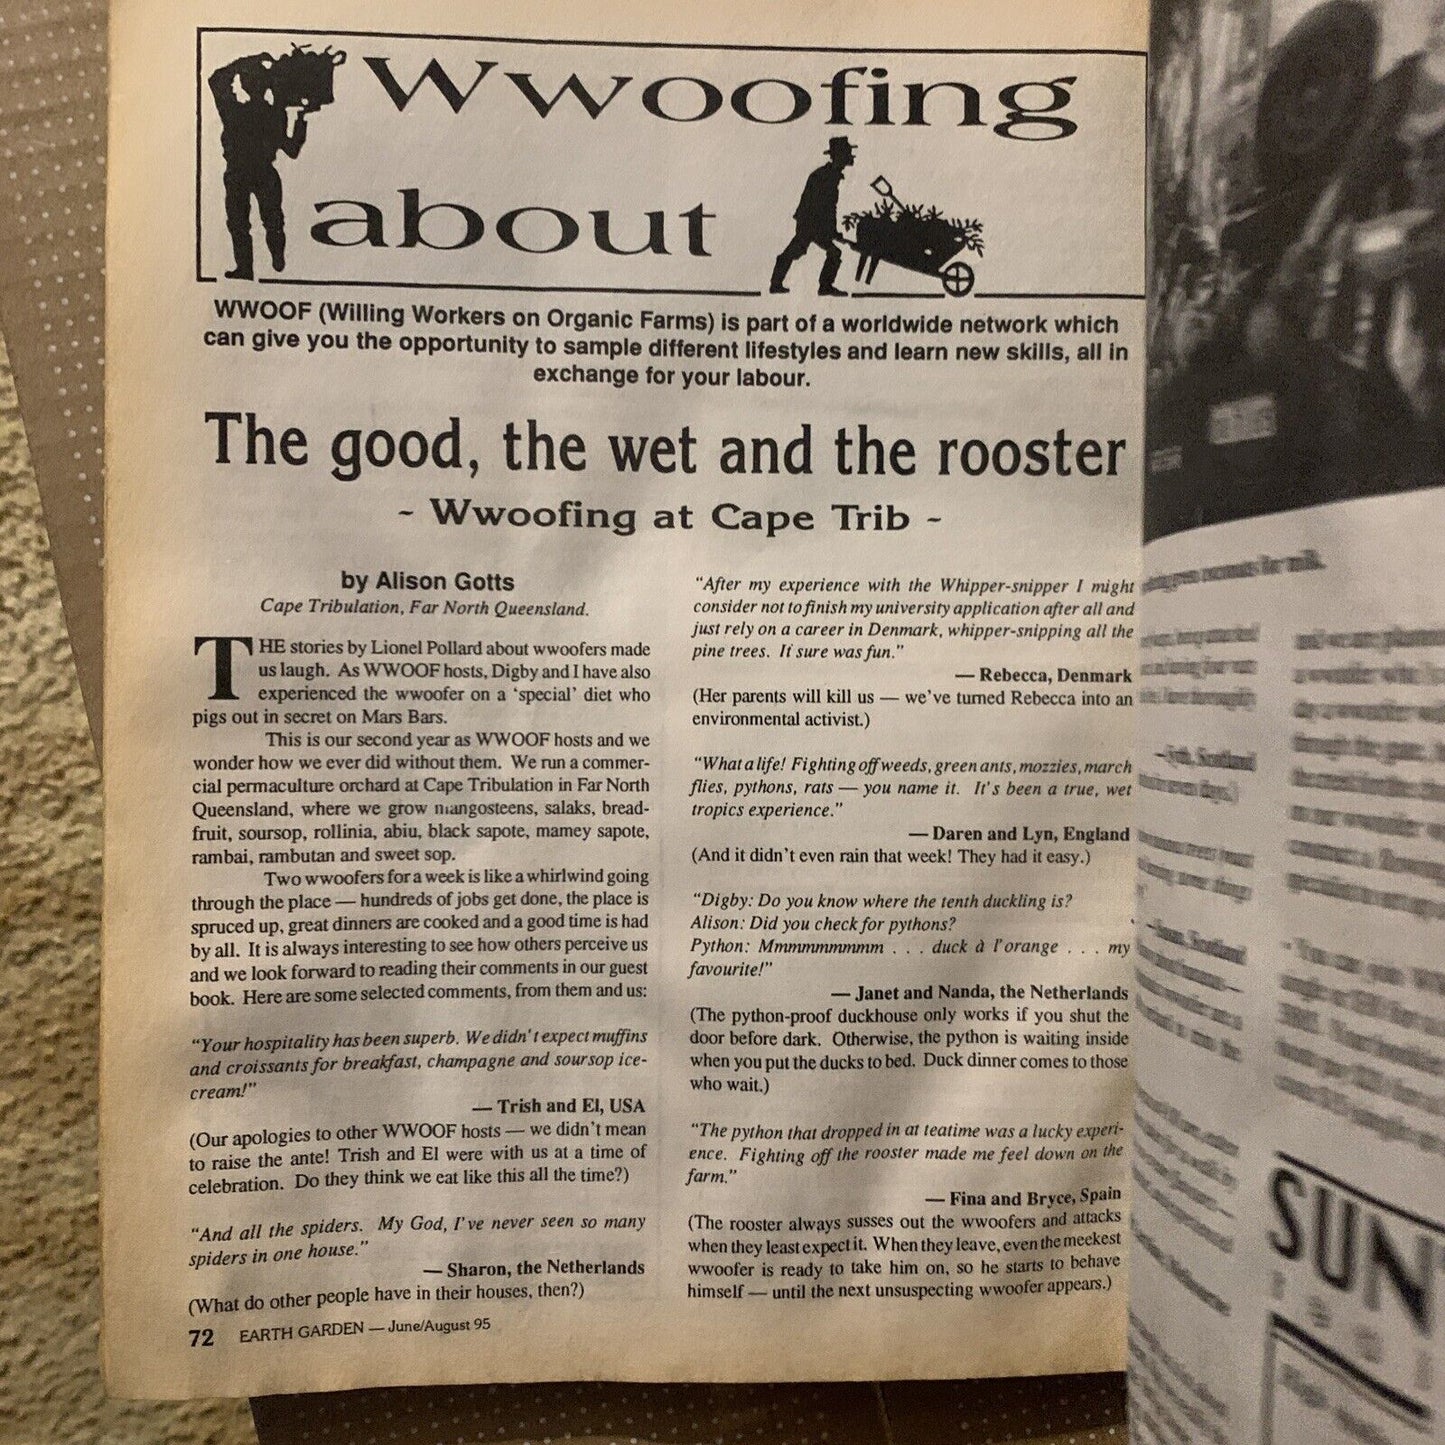 Wwoofing
about
WWOOF (Willing Workers on Organic Farms) is part of a worldwide network which
can give you the opportunity to sample different lifestyles and learn new skills, all in
exchange for your labour.
The good, the wet and the rooster
~ Wwoofing at Cape Trib ~
by Alison Gotts
Cape Tribulation, Far North Queensland.
THE stories by Lionel Pollard about wwoofers made
us laugh. As WWOOF hosts, Digby and I have also
experienced the wwoofer on a ‘special’ diet who
pigs out in secret on Mars Bars.
This is our second year as WWOOF hosts and we
wonder how we ever did without them. We run a commer-
cial permaculture orchard at Cape Tribulation in Far North
Queensland, where we grow mangosteens, salaks, bread-
fruit, soursop, rollinia, abiu, black sapote, mamey sapote,
rambai, rambutan and sweet sop.
Two wwoofers for a week is like a whirlwind going
through the place — hundreds of jobs get done, the place is
spruced up, great dinners are cooked and a good time is had
by all. It is always interesting to see how others perceive us
and we look forward to reading their comments in our guest
book. Here are some selected comments, from them and us:
“Your hospitality has been superb. We didn’t expect muffins
and croissants for breakfast, champagne and soursop ice-
cream!”
— Trish and El, USA
(Our apologies to other WWOOF hosts — we didn’t mean
to raise the ante! Trish and El were with us at a time of
celebration. Do they think we eat like this all the time?)
“And all the spiders. My God, I’ve never seen so many
spiders in one house.”
— Sharon, the Netherlands
(What do other people have in their houses, then?)
72 EARTH GARDEN — June/August 95
“After my experience with the Whipper-snipper I might
consider not to finish my university application after all and
just rely on a career in Denmark, whipper-snipping all the
pine trees. It sure was fun.”
— Rebecca, Denmark
(Her parents will kill us — we’ve turned Rebecca into an
environmental activist.)
“What a life! Fighting off weeds, green ants, mozzies, march
flies, pythons, rats — you name it. It’s been a true, wet
tropics experience.”
— Daren and Lyn, England
(And it didn’t even rain that week! They had it easy.)
“Digby: Do you know where the tenth duckling is?
Alison: Did you check for pythons?
Python: Mmmmmmmmm . . . duck à l’orange . . . my
favourite!”
— Janet and Nanda, the Netherlands
(The python-proof duckhouse only works if you shut the
door before dark. Otherwise, the python is waiting inside
when you put the ducks to bed. Duck dinner comes to those
who wait.)
“The python that dropped in at teatime was a lucky experi-
ence. Fighting off the rooster made me feel down on the
farm.”
— Fina and Bryce, Spain
(The rooster always susses out the wwoofers and attacks
when they least expect it. When they leave, even the meekest
wwoofer is ready to take him on, so he starts to behave
himself — until the next unsuspecting wwoofer appears.)
SUN